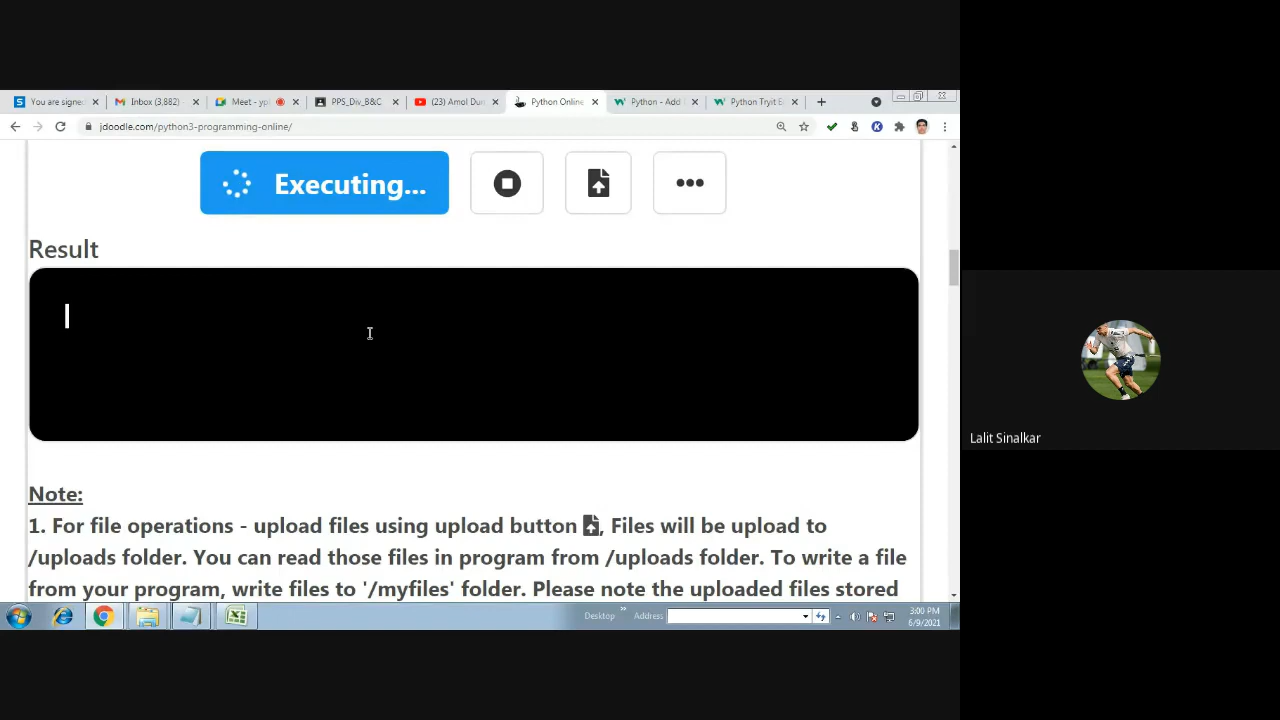 You are signe
Inbox (3,882)
Meet - yp
PPS_Div_B&C
(23) Amol Dun
Python Online
Python - Add
Python Tryit E
jdoodle.com/python3-programming-online/
Executing...
Result
Note:
1. For file operations - upload files using upload button , Files will be upload to
/uploads folder. You can read those files in program from /uploads folder. To write a file
from your program, write files to '/myfiles' folder. Please note the uploaded files stored
Desktop » Address
3:00 PM
6/9/2021
Lalit Sinalkar